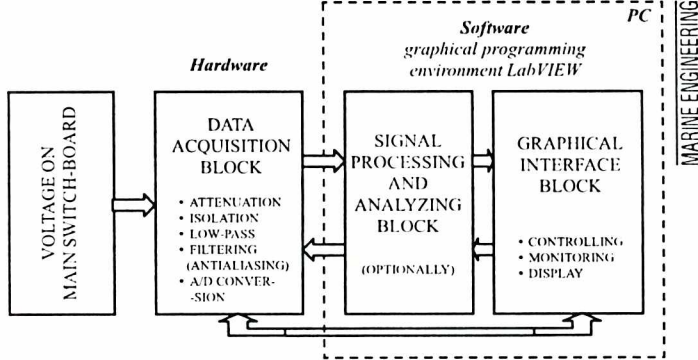 PC
Software
graphical programming
environment LabVIEW
Hardware
MARINE ENGINEERING
VOLTAGE ON
MAIN SWITCH-BOARD
DATA
ACQUISITION
BLOCK
• ATTENUATION
• ISOLATION
• LOW-PASS
• FILTERING
(ANTIALIASING)
• A/D CONVER-
-SION
SIGNAL
PROCESSING
AND
ANALYZING
BLOCK
(OPTIONALLY)
GRAPHICAL
INTERFACE
BLOCK
• CONTROLLING
• MONITORING
• DISPLAY